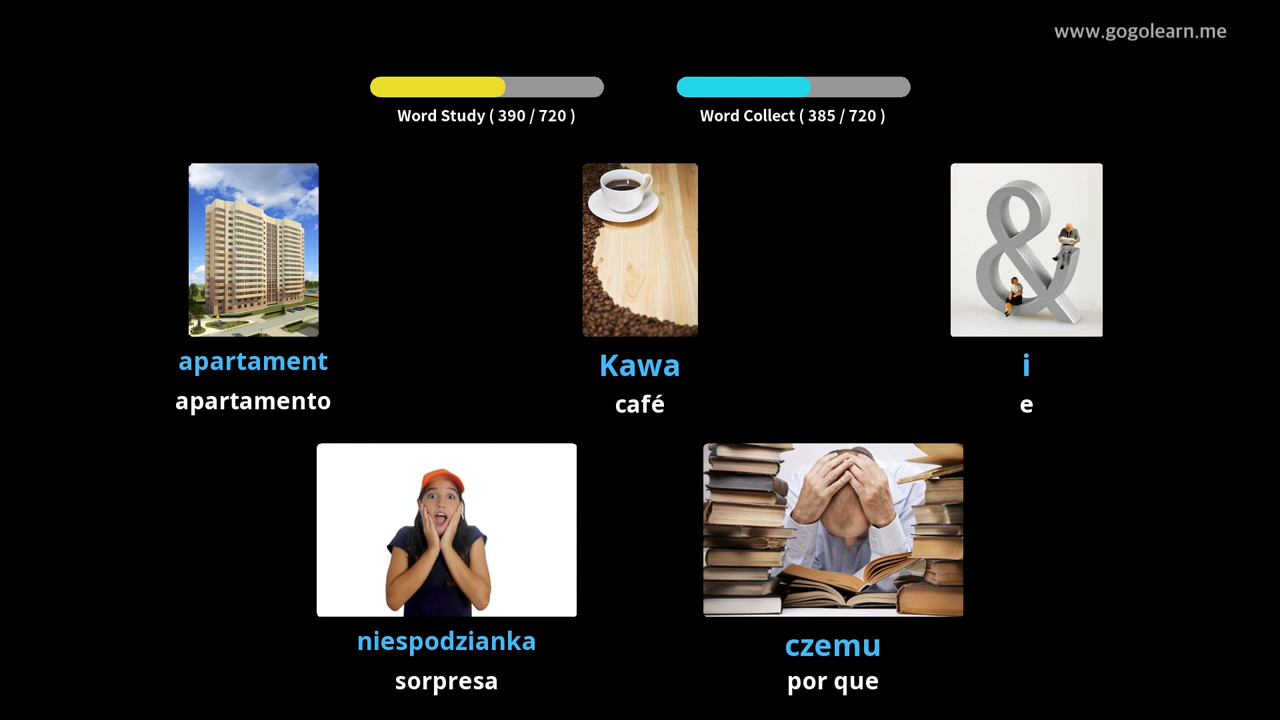 www.gogolearn.me
Word Study ( 390 / 720 )
Word Collect ( 385 / 720 )
apartament
apartamento
Kawa
café
i
e
niespodzianka
sorpresa
czemu
por que